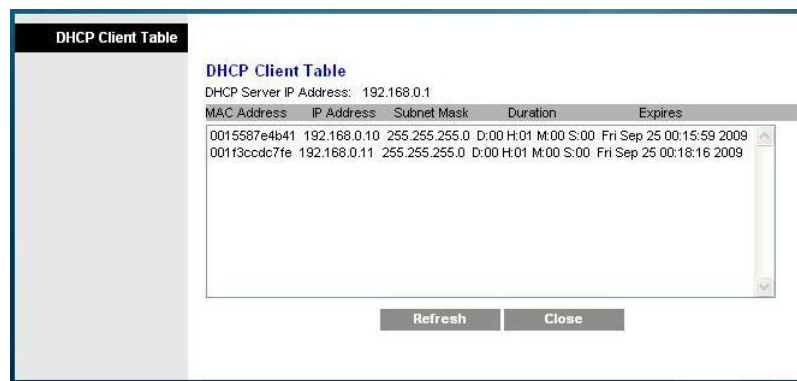 DHCP Client Table
DHCP Client Table
DHCP Server IP Address: 192.168.0.1
MAC Address IP Address Subnet Mask Duration Expires
0015587e4b41 192.168.0.10 255.255.255.0 D:00 H:01 M:00 S:00 Fri Sep 25 00:15:59 2009
001f3ccdc7fe 192.168.0.11 255.255.255.0 D:00 H:01 M:00 S:00 Fri Sep 25 00:18:16 2009
Refresh Close